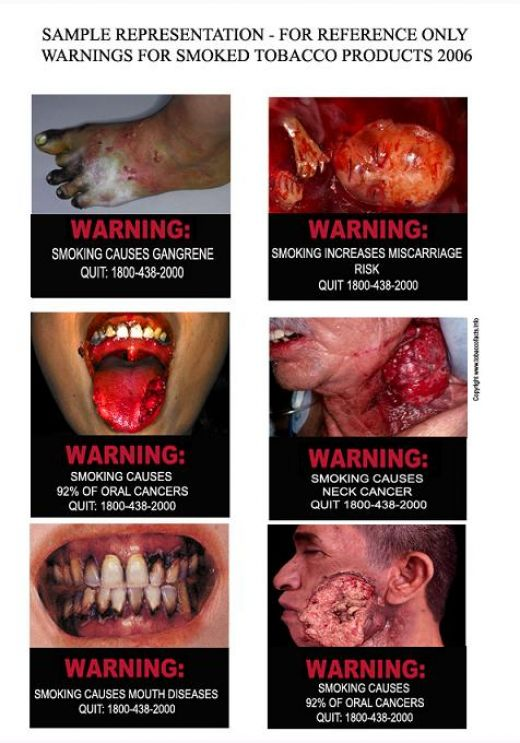 SAMPLE REPRESENTATION - FOR REFERENCE ONLY
WARNINGS FOR SMOKED TOBACCO PRODUCTS 2006
WARNING:
SMOKING CAUSES GANGRENE
QUIT: 1800-438-2000
WARNING:
SMOKING INCREASES MISCARRIAGE
RISK
QUIT 1800-438-2000
WARNING:
SMOKING CAUSES
92% OF ORAL CANCERS
QUIT: 1800-438-2000
WARNING:
SMOKING CAUSES
NECK CANCER
QUIT 1800-438-2000
Copyright www.tobaccofacts.info
WARNING:
SMOKING CAUSES MOUTH DISEASES
QUIT: 1800-438-2000
WARNING:
SMOKING CAUSES
92% OF ORAL CANCERS
QUIT: 1800-438-2000